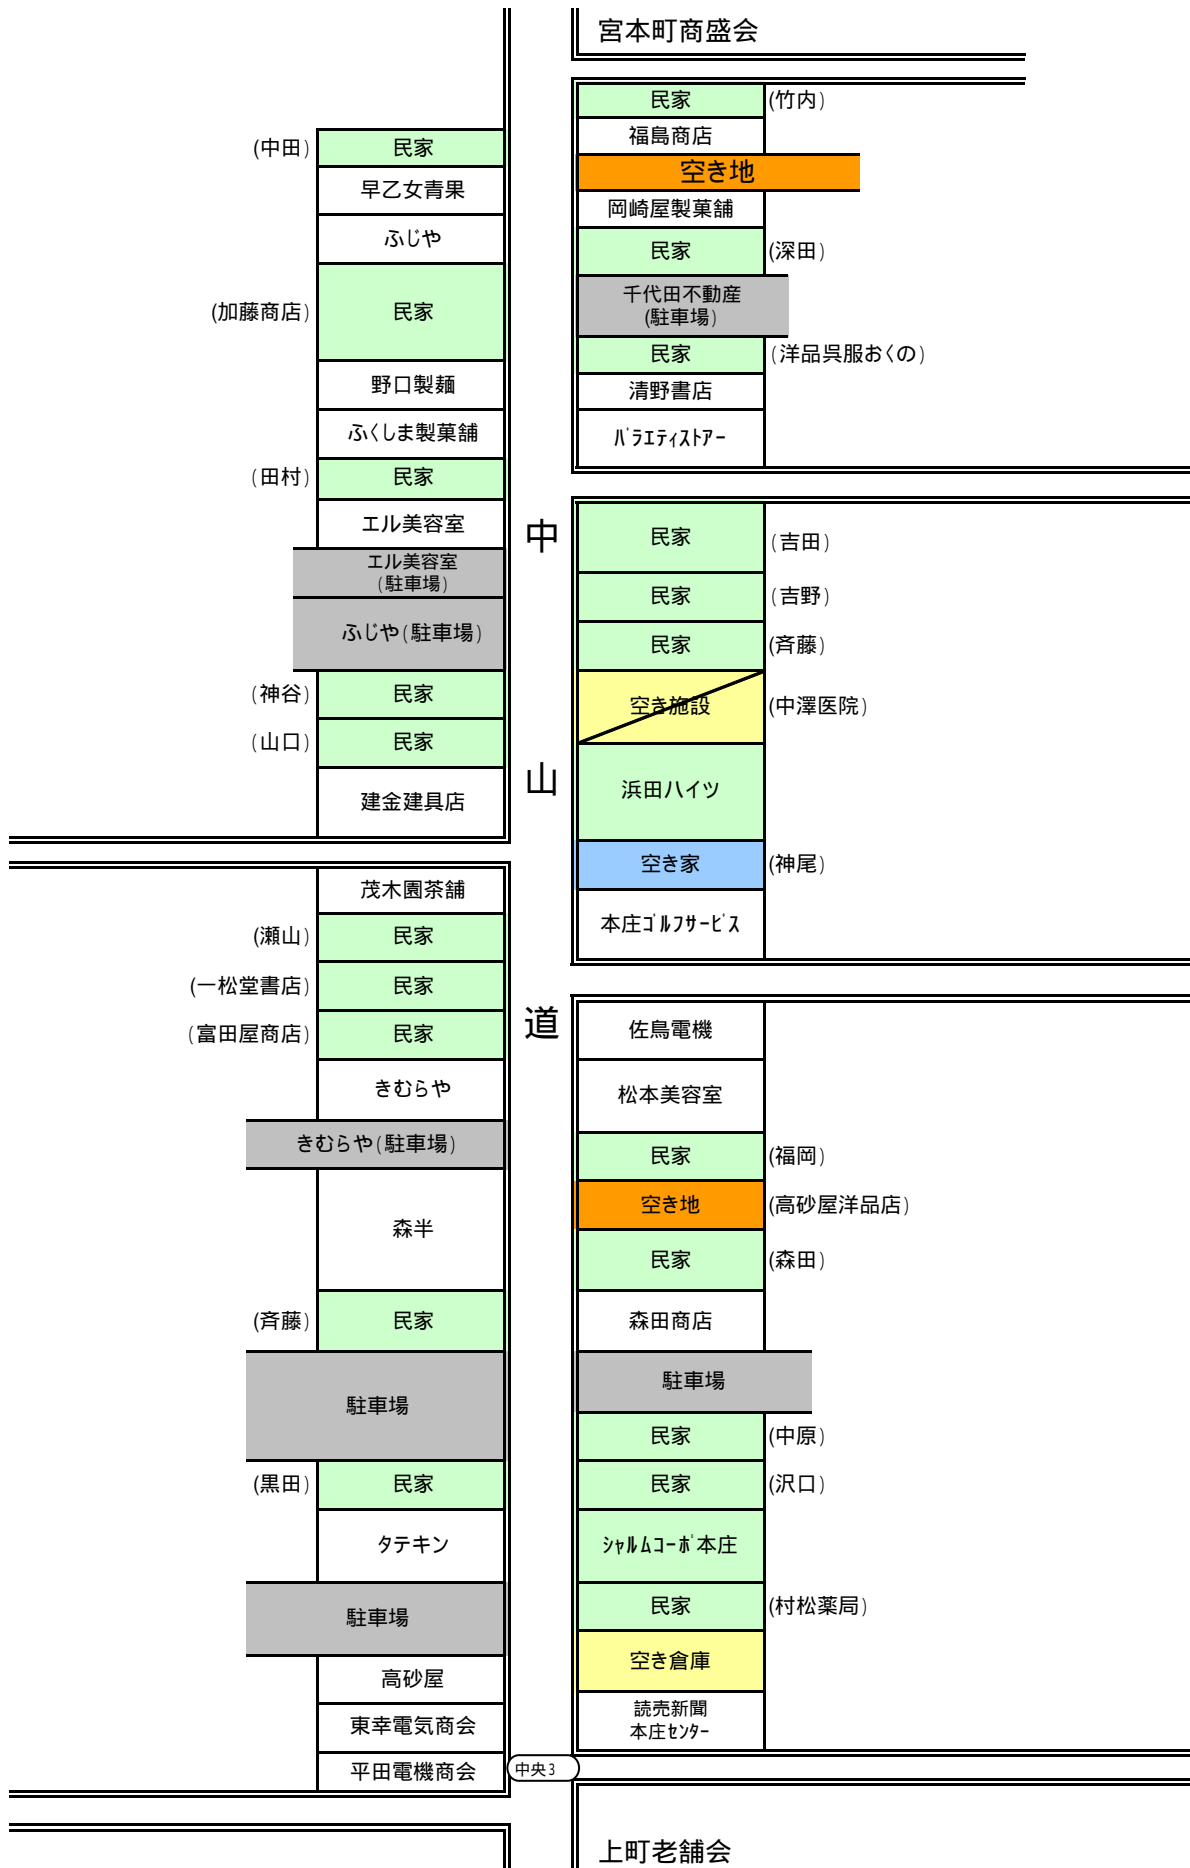 宮本町商盛会
民家 (竹内)
福島商店
空き地
岡崎屋製菓舗
民家 (深田)
千代田不動産
(駐車場)
民家 (洋品呉服おくの)
清野書店
バラエティストアー
(中田) 民家
早乙女青果
ふじや
(加藤商店) 民家
野口製麺
ふくしま製菓舗
(田村) 民家
エル美容室
エル美容室
(駐車場)
ふじや(駐車場)
(神谷) 民家
(山口) 民家
建金建具店
中
山
道
民家 (吉田)
民家 (吉野)
民家 (斉藤)
空き施設 (中澤医院)
浜田ハイツ
空き家 (神尾)
本庄ゴルフサービス
茂木園茶舗
(瀬山) 民家
(一松堂書店) 民家
(富田屋商店) 民家
きむらや
きむらや(駐車場)
森半
(斉藤) 民家
駐車場
(黒田) 民家
タテキン
駐車場
高砂屋
東幸電気商会
平田電機商会
佐鳥電機
松本美容室
民家 (福岡)
空き地 (高砂屋洋品店)
民家 (森田)
森田商店
駐車場
民家 (中原)
民家 (沢口)
シャルムコーポ本庄
民家 (村松薬局)
空き倉庫
読売新聞
本庄センター
中央3
上町老舗会